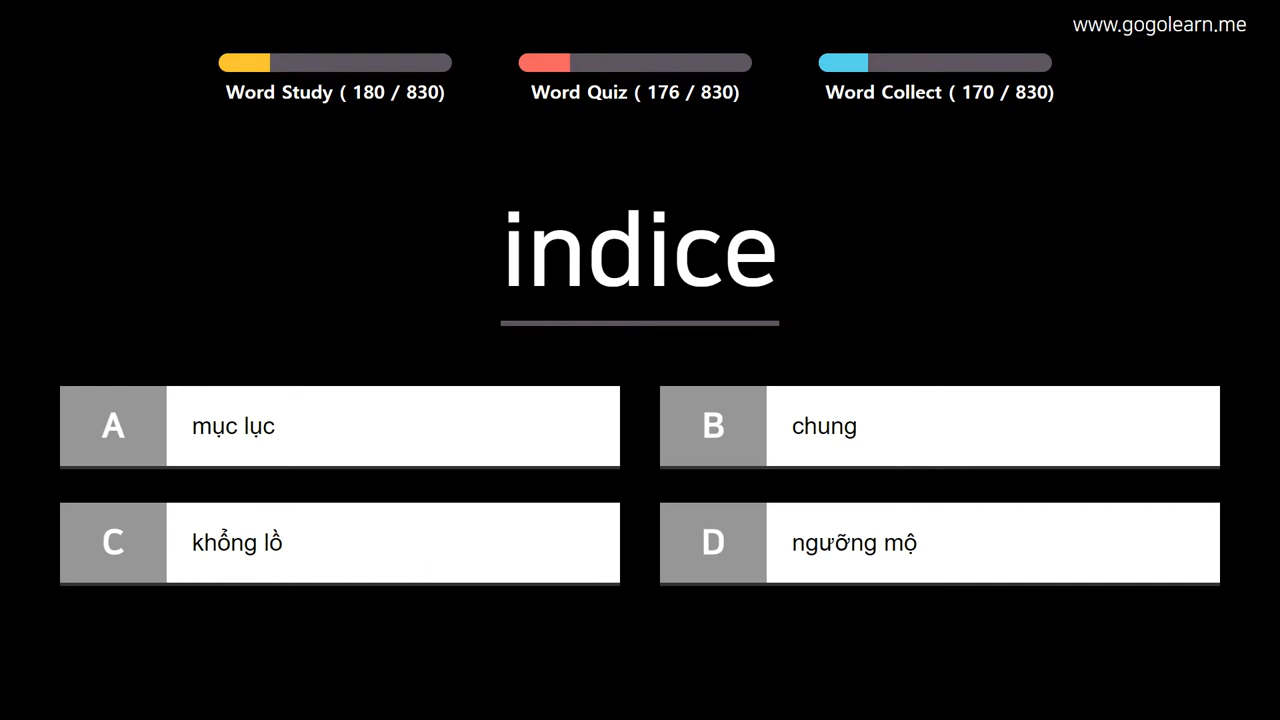 www.gogolearn.me
Word Study ( 180 / 830)
Word Quiz ( 176 / 830)
Word Collect ( 170 / 830)
indice
A mục lục
B chung
C khổng lồ
D ngưỡng mộ